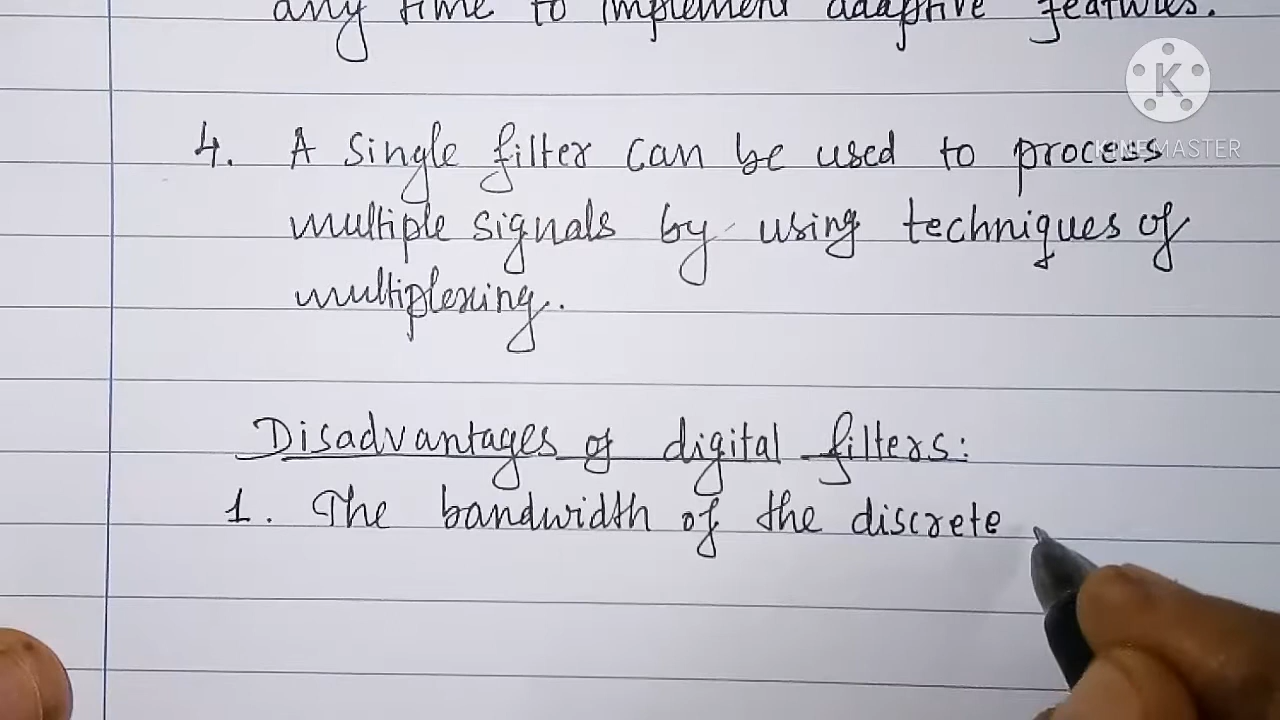 any time to implement adaptive features.
K
KINEMASTER
4. A single filter can be used to process
multiple signals by using techniques of
multiplexing.
Disadvantages of digital filters:
1. The bandwidth of the discrete